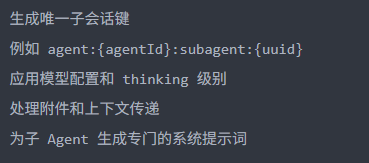 生成唯一子会话键
例如 agent:{agentId}:subagent:{uuid}
应用模型配置和 thinking 级别
处理附件和上下文传递
为子 Agent 生成专门的系统提示词